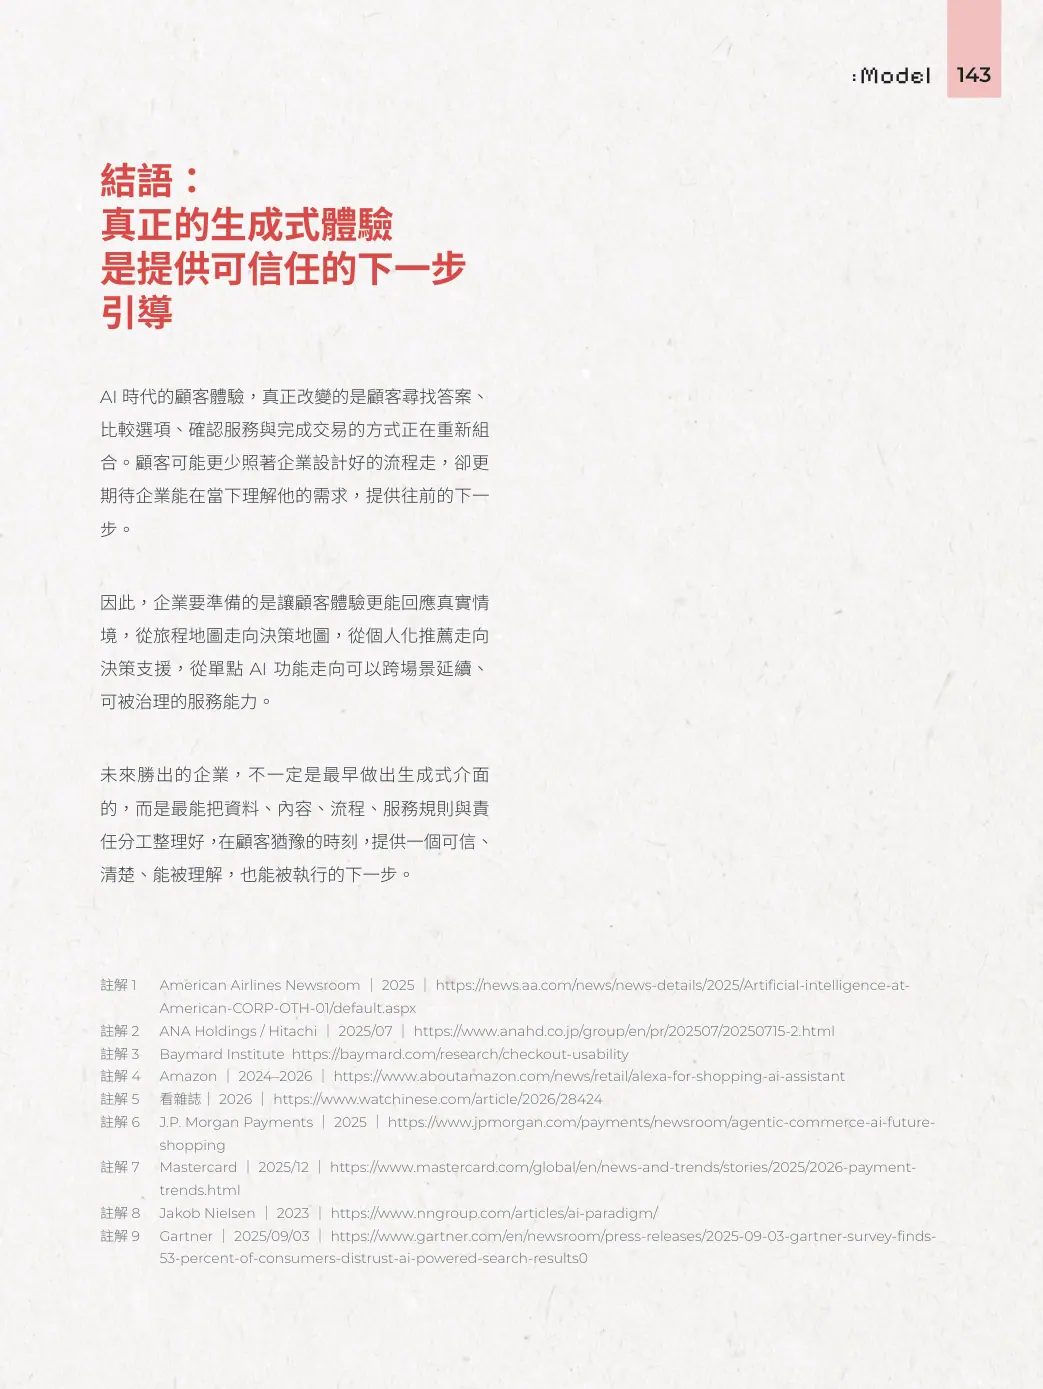 :Model 143
結語：
真正的生成式體驗
是提供可信任的下一步
引導
AI 時代的顧客體驗，真正改變的是顧客尋找答案、
比較選項、確認服務與完成交易的方式正在重新組
合。顧客可能更少照著企業設計好的流程走，卻更
期待企業能在當下理解他的需求，提供往前的下一
步。
因此，企業要準備的是讓顧客體驗更能回應真實情
境，從旅程地圖走向決策地圖，從個人化推薦走向
決策支援，從單點 AI 功能走向可以跨場景延續、
可被治理的服務能力。
未來勝出的企業，不一定是最早做出生成式介面
的，而是最能把資料、內容、流程、服務規則與責
任分工整理好，在顧客猶豫的時刻，提供一個可信、
清楚、能被理解，也能被執行的下一步。
註解 1 American Airlines Newsroom ｜ 2025 ｜ https://news.aa.com/news/news-details/2025/Artificial-intelligence-at-
American-CORP-OTH-01/default.aspx
註解 2 ANA Holdings / Hitachi ｜ 2025/07 ｜ https://www.anahd.co.jp/group/en/pr/202507/20250715-2.html
註解 3 Baymard Institute https://baymard.com/research/checkout-usability
註解 4 Amazon ｜ 2024–2026 ｜ https://www.aboutamazon.com/news/retail/alexa-for-shopping-ai-assistant
註解 5 看雜誌｜ 2026 ｜ https://www.watchinese.com/article/2026/28424
註解 6 J.P. Morgan Payments ｜ 2025 ｜ https://www.jpmorgan.com/payments/newsroom/agentic-commerce-ai-future-
shopping
註解 7 Mastercard ｜ 2025/12 ｜ https://www.mastercard.com/global/en/news-and-trends/stories/2025/2026-payment-
trends.html
註解 8 Jakob Nielsen ｜ 2023 ｜ https://www.nngroup.com/articles/ai-paradigm/
註解 9 Gartner ｜ 2025/09/03 ｜ https://www.gartner.com/en/newsroom/press-releases/2025-09-03-gartner-survey-finds-
53-percent-of-consumers-distrust-ai-powered-search-results0